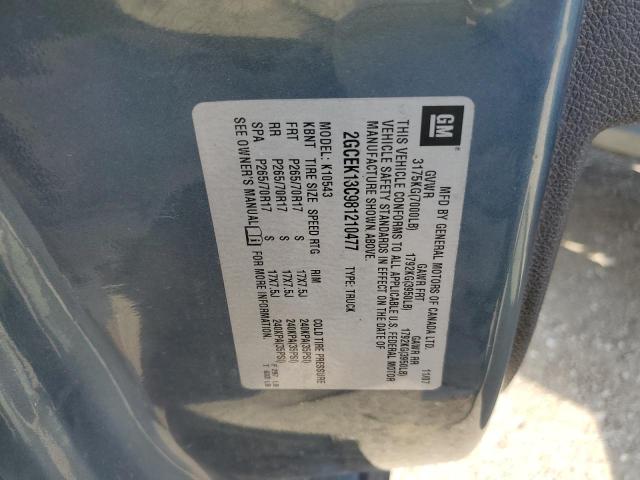 GM
MFD BY GENERAL MOTORS OF CANADA LTD.
11/07
GVWR GAWR FRT GAWR RR
3175KG(7000LB) 1792KG(3950LB) 1792KG(3950LB)
THIS VEHICLE CONFORMS TO ALL APPLICABLE U.S. FEDERAL MOTOR
VEHICLE SAFETY STANDARDS IN EFFECT ON THE DATE OF
MANUFACTURE SHOWN ABOVE.
2GCEK13C981210477 TYPE: TRUCK
MODEL: K10543
KBNT TIRE SIZE SPEED RTG RIM COLD TIRE PRESSURE
FRT P265/70R17 S 17X7.5J 240KPA(35PSI)
RR P265/70R17 S 17X7.5J 240KPA(35PSI)
SPA P265/70R17 S 17X7.5J 240KPA(35PSI)
SEE OWNER'S MANUAL i FOR MORE INFORMATION.